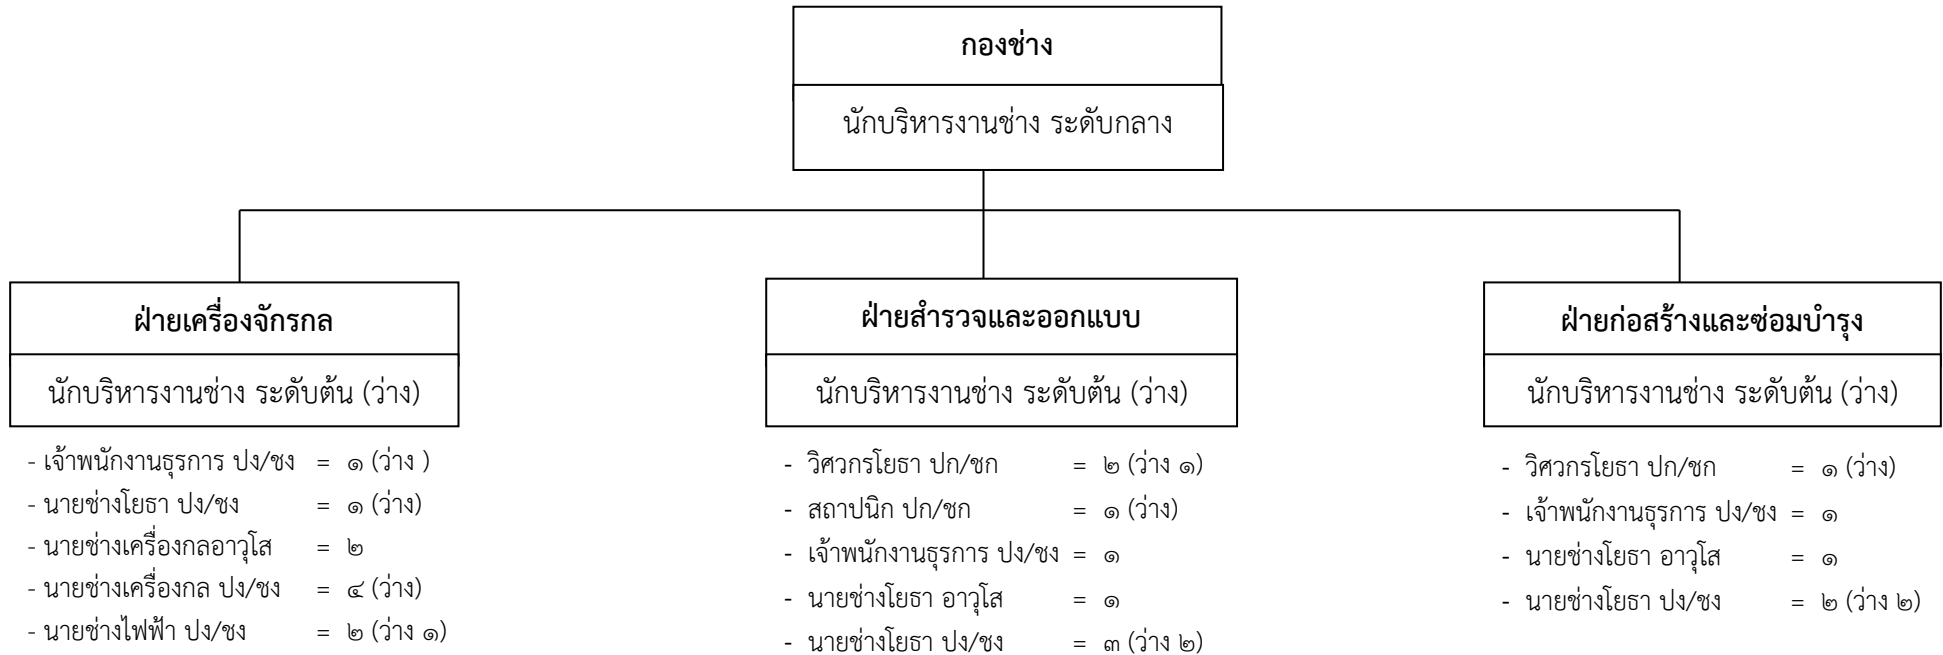 กองช่าง
นักบริหารงานช่าง ระดับกลาง
ฝ่ายเครื่องจักรกล
นักบริหารงานช่าง ระดับต้น (ว่าง)
- เจ้าพนักงานธุรการ ปง/ชง = ๑ (ว่าง )
- นายช่างโยธา ปง/ชง = ๑ (ว่าง)
- นายช่างเครื่องกลอาวุโส = ๒
- นายช่างเครื่องกล ปง/ชง = ๔ (ว่าง)
- นายช่างไฟฟ้า ปง/ชง = ๒ (ว่าง ๑)
ฝ่ายสำรวจและออกแบบ
นักบริหารงานช่าง ระดับต้น (ว่าง)
- วิศวกรโยธา ปก/ชก = ๒ (ว่าง ๑)
- สถาปนิก ปก/ชก = ๑ (ว่าง)
- เจ้าพนักงานธุรการ ปง/ชง = ๑
- นายช่างโยธา อาวุโส = ๑
- นายช่างโยธา ปง/ชง = ๓ (ว่าง ๒)
ฝ่ายก่อสร้างและซ่อมบำรุง
นักบริหารงานช่าง ระดับต้น (ว่าง)
- วิศวกรโยธา ปก/ชก = ๑ (ว่าง)
- เจ้าพนักงานธุรการ ปง/ชง = ๑
- นายช่างโยธา อาวุโส = ๑
- นายช่างโยธา ปง/ชง = ๒ (ว่าง ๒)